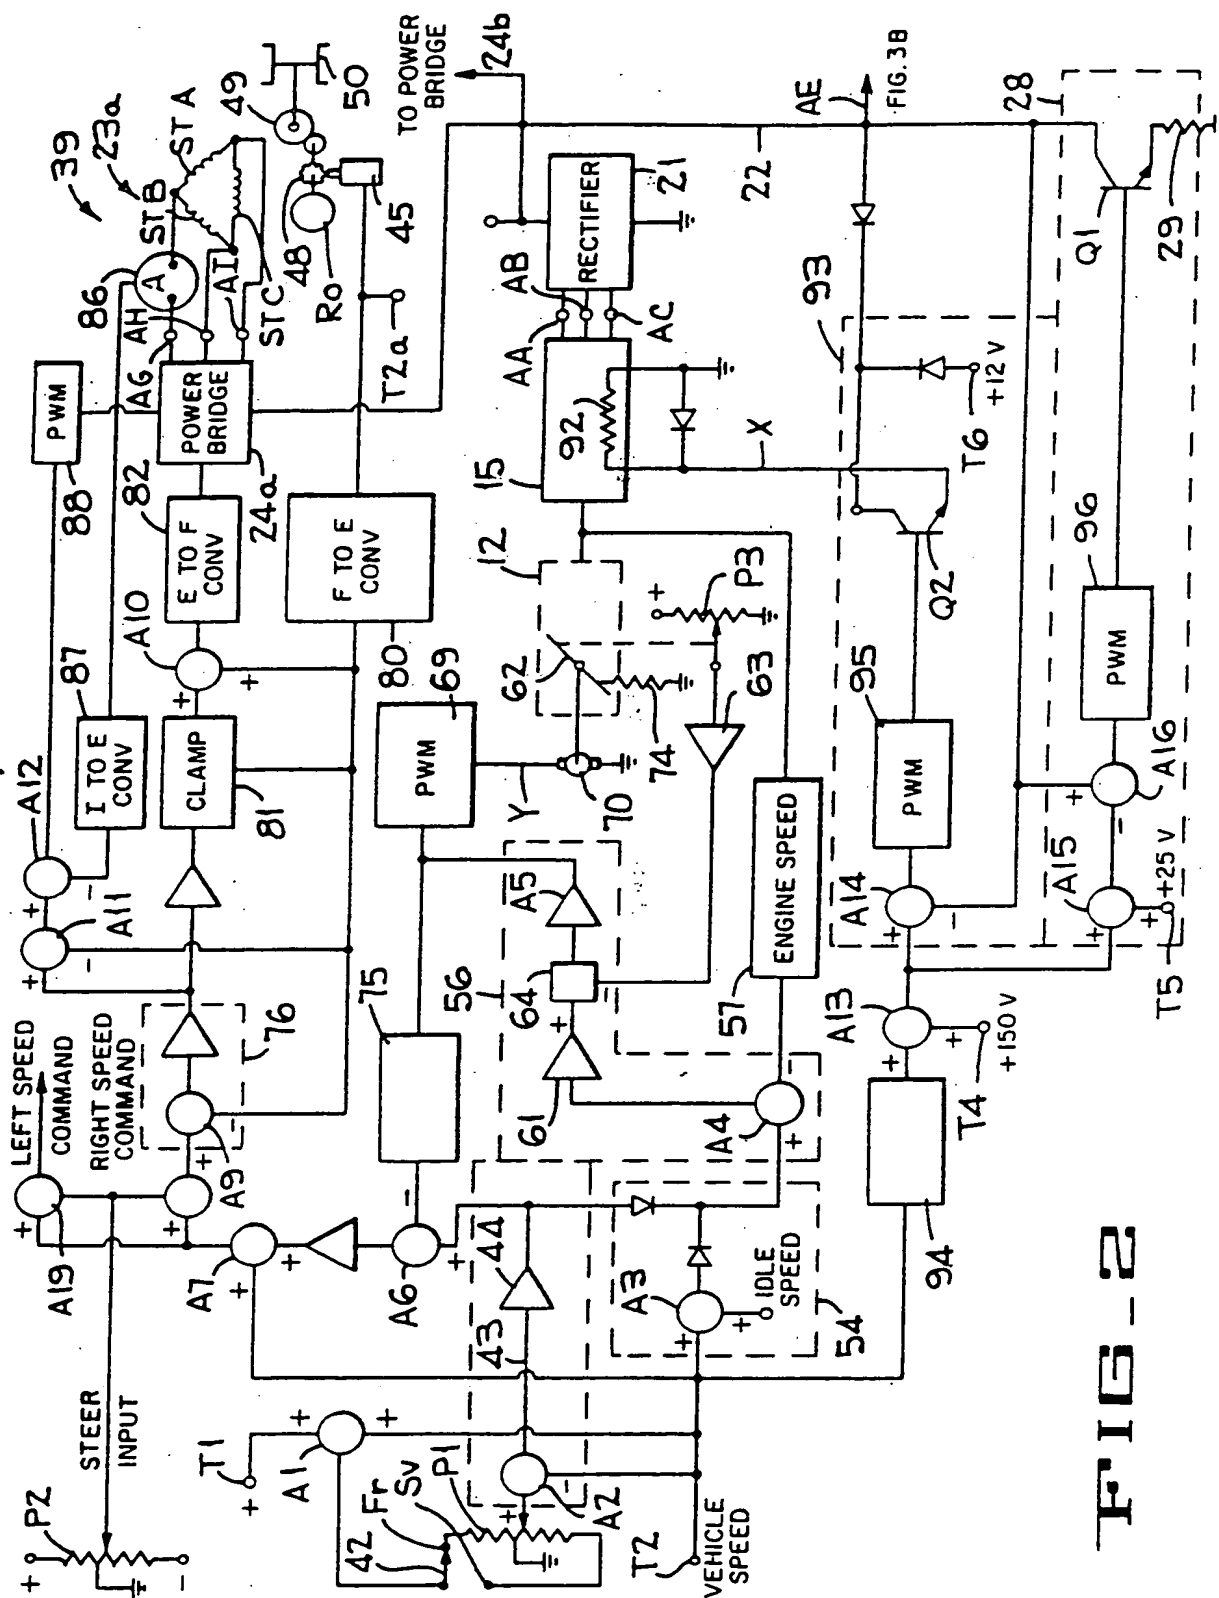 P2
+
-
STEER
INPUT
A19
+
LEFT SPEED
COMMAND
RIGHT SPEED
COMMAND
+
A9
+
-
76
A11
+
-
A12
+
-
87
I TO E
CONV
88
PWM
86
A
AH
AG
AI
STB
STA
STC
39
23a
CLAMP
81
A10
+
+
82
E TO F
CONV
POWER
BRIDGE
24a
F TO E
CONV
80
T2a
Ro
48
45
49
50
TO POWER
BRIDGE
24b
T1
+
A1
+
+
A7
+
+
A6
-
+
75
PWM
69
Y
70
62
74
12
15
92
AA
AB
AC
RECTIFIER
21
22
AE
FIG. 3B
42
Fr
Sv
P1
+
A2
-
43
44
56
61
+
64
-
A5
63
P3
+
A4
+
-
57
ENGINE SPEED
X
A3
+
+
IDLE
SPEED
54
T2
VEHICLE
SPEED
94
A13
+
+
T4
+150 V
A14
+
-
PWM
95
Q2
93
T6
+12 V
28
A15
+
+
T5
+25 V
A16
+
-
PWM
96
Q1
29
FIG_2